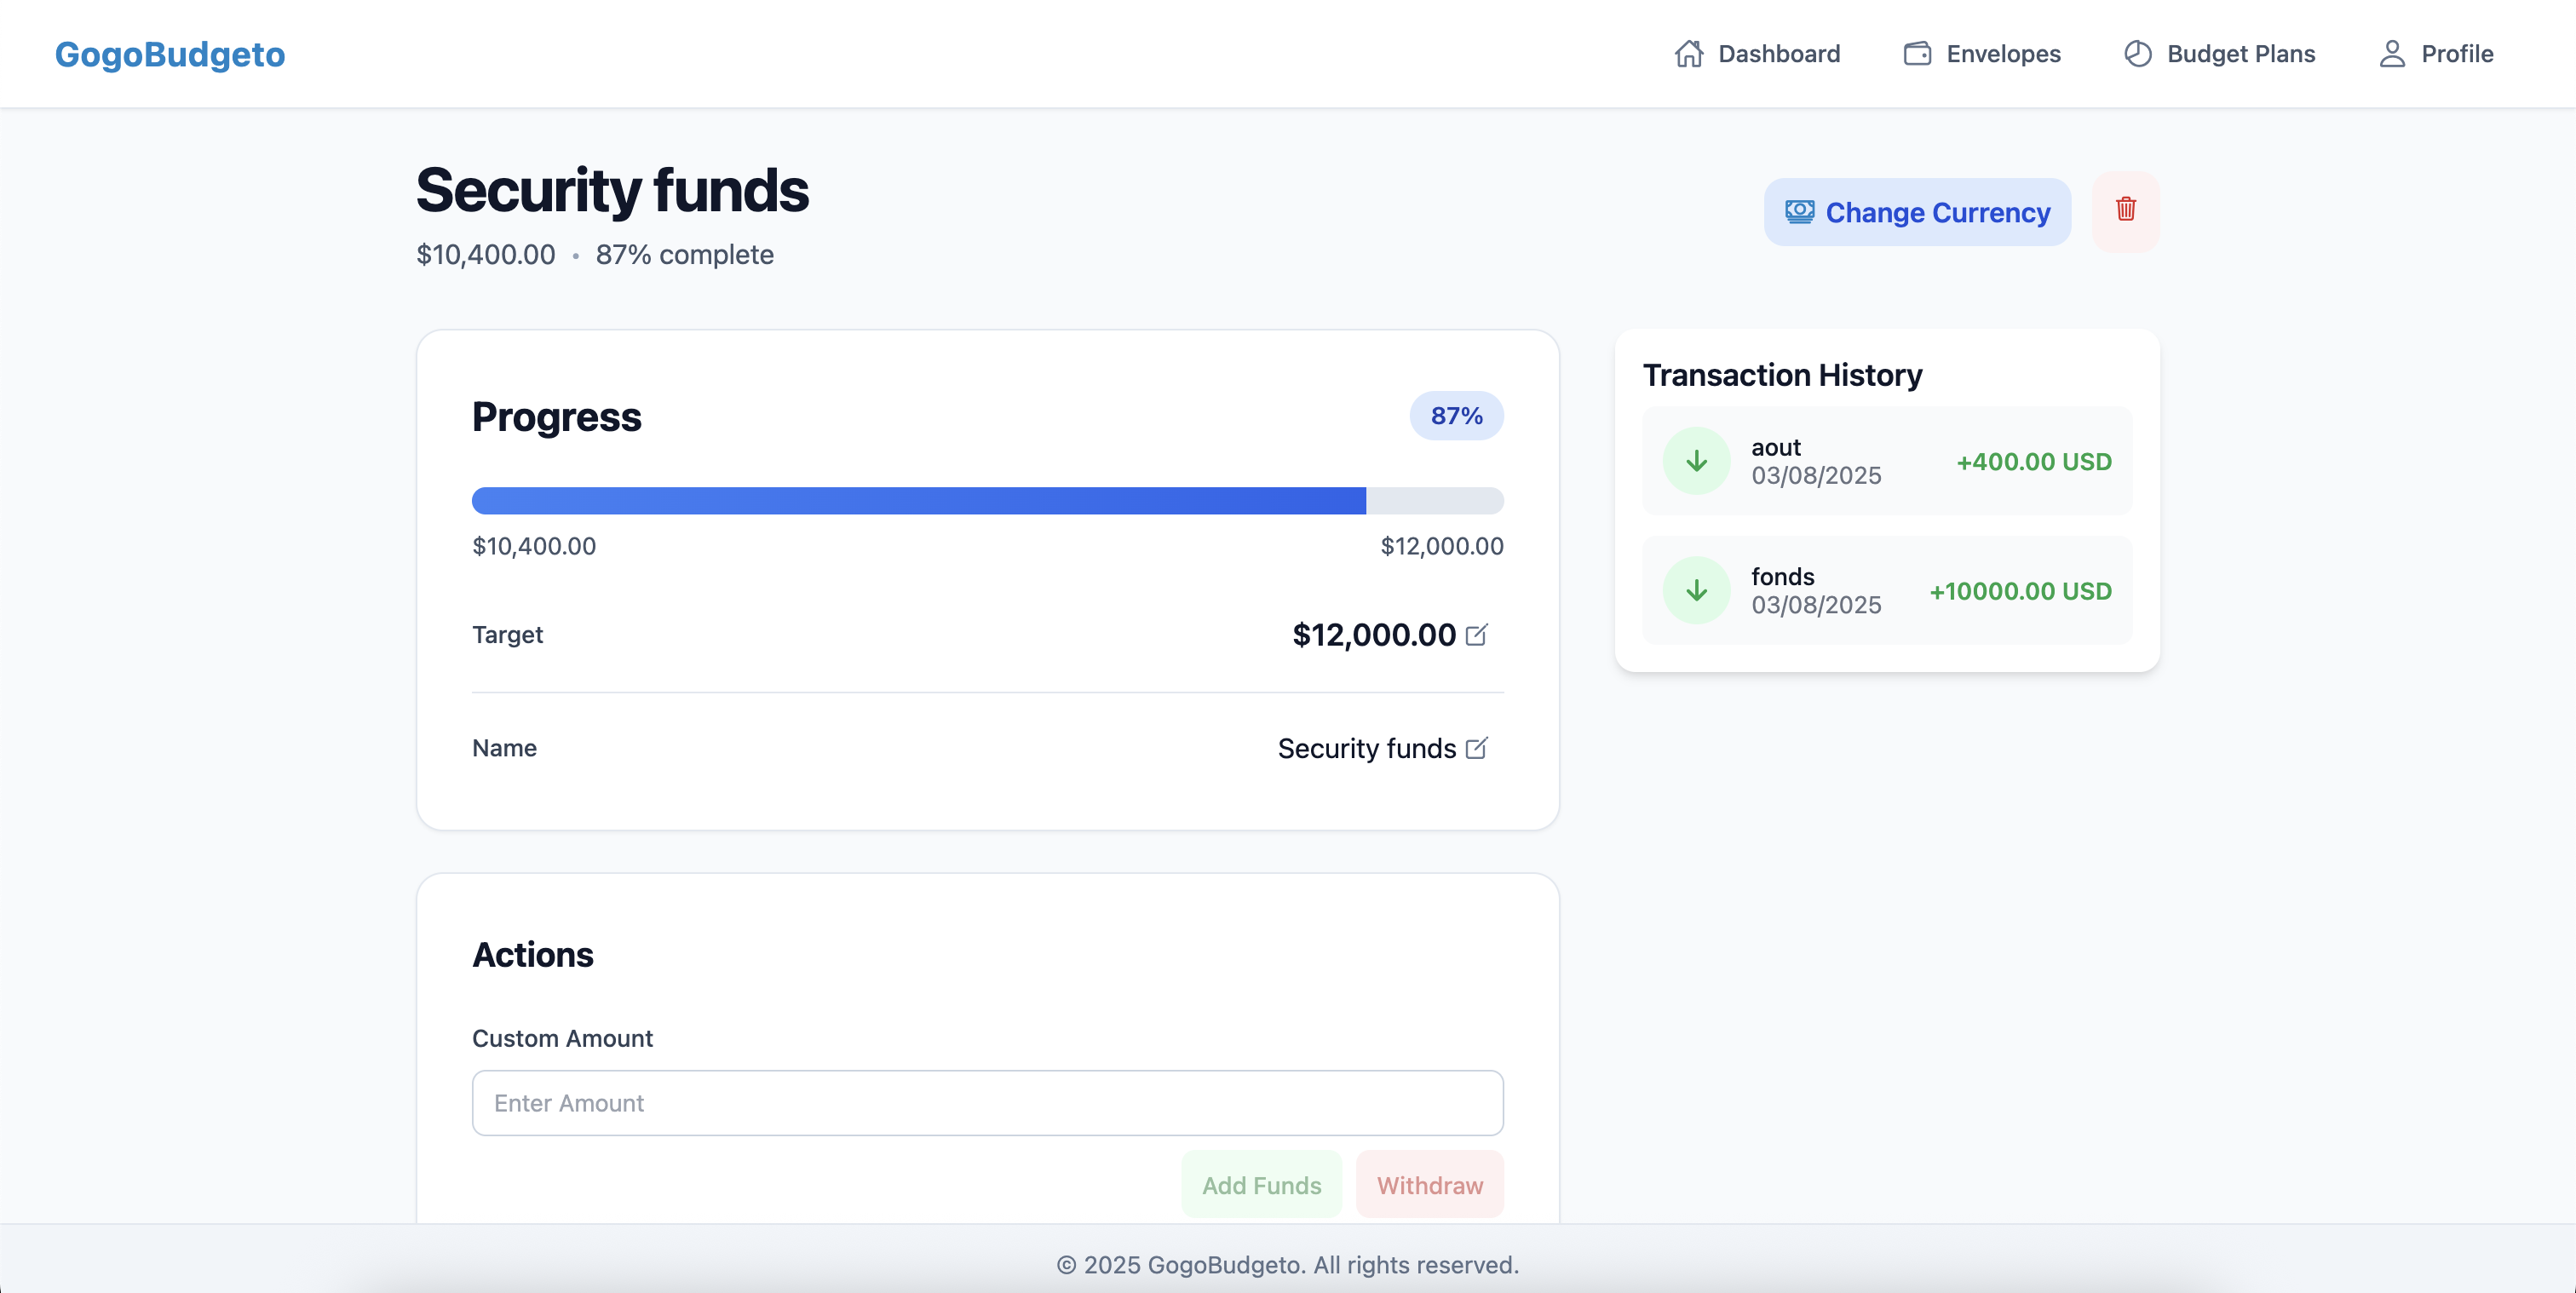 GogoBudgeto
Dashboard
Envelopes
Budget Plans
Profile
Security funds
$10,400.00 • 87% complete
Change Currency
Progress
87%
$10,400.00
$12,000.00
Target
$12,000.00
Name
Security funds
Transaction History
aout
03/08/2025
+400.00 USD
fonds
03/08/2025
+10000.00 USD
Actions
Custom Amount
Enter Amount
Add Funds
Withdraw
© 2025 GogoBudgeto. All rights reserved.